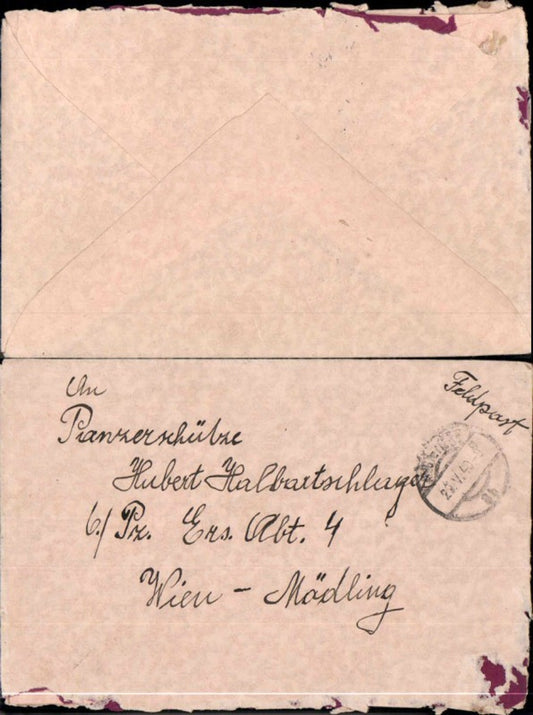 An
Feldpost
Panzerschütze
Hubert Halbartschlager
6./ Pz. Ers. Abt. 4
Wien - Mödling